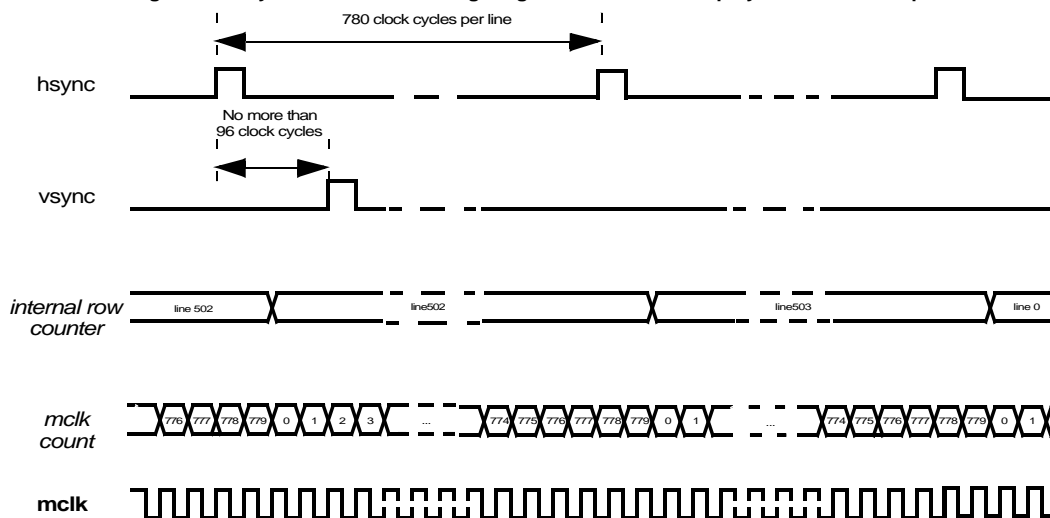 780 clock cycles per line
hsync
No more than
96 clock cycles
vsync
internal row
counter
line 502
line502
line503
line 0
mclk
count
776 777 778 779 0 1 2 3 ... 774 775 776 777 778 779 0 1 ... 774 775 776 777 778 779 0 1
mclk